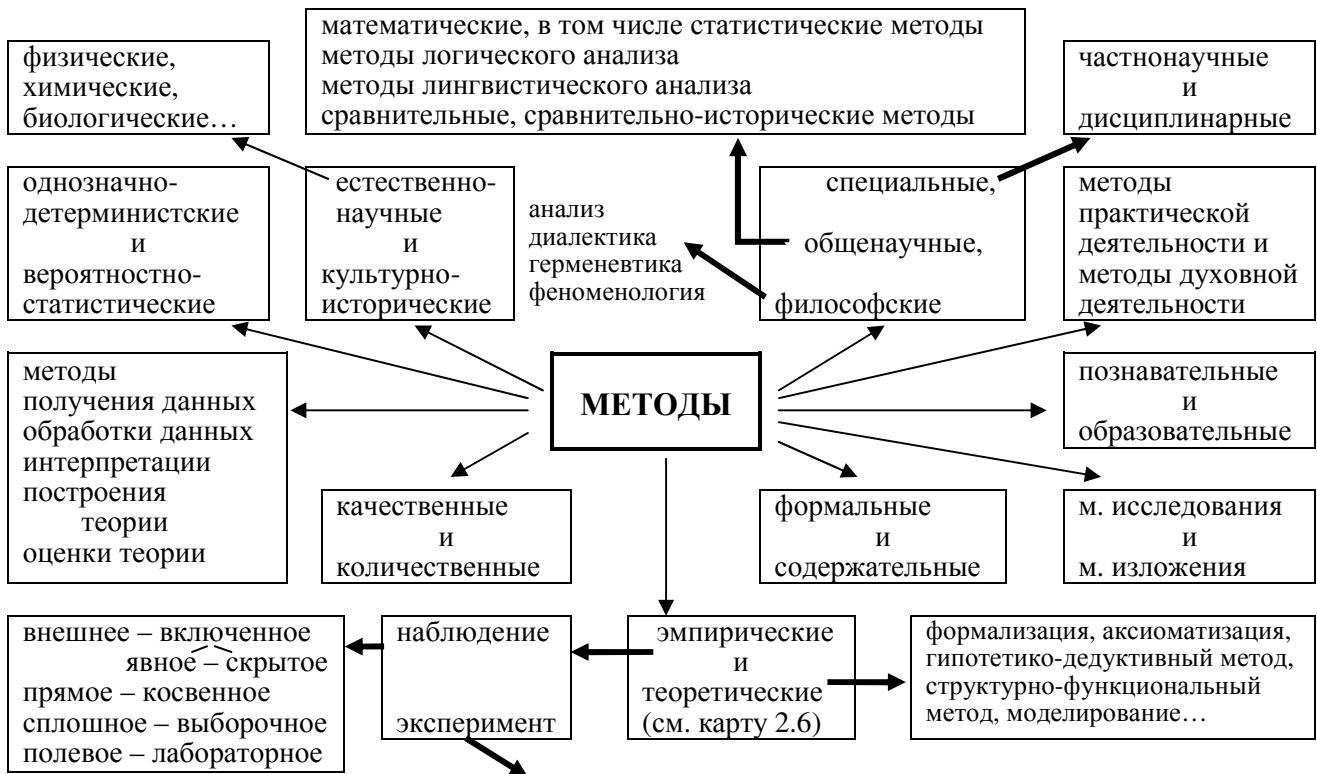 математические, в том числе статистические методы
методы логического анализа
методы лингвистического анализа
сравнительные, сравнительно-исторические методы
физические,
химические,
биологические…
частнонаучные
и
дисциплинарные
однозначно-
детерминистские
и
вероятностно-
статистические
естественно-
научные
и
культурно-
исторические
анализ
диалектика
герменевтика
феноменология
специальные,
общенаучные,
философские
методы
практической
деятельности и
методы духовной
деятельности
методы
получения данных
обработки данных
интерпретации
построения
теории
оценки теории
МЕТОДЫ
познавательные
и
образовательные
качественные
и
количественные
формальные
и
содержательные
м. исследования
и
м. изложения
внешнее – включенное
явное – скрытое
прямое – косвенное
сплошное – выборочное
полевое – лабораторное
наблюдение
эксперимент
эмпирические
и
теоретические
(см. карту 2.6)
формализация, аксиоматизация,
гипотетико-дедуктивный метод,
структурно-функциональный
метод, моделирование…